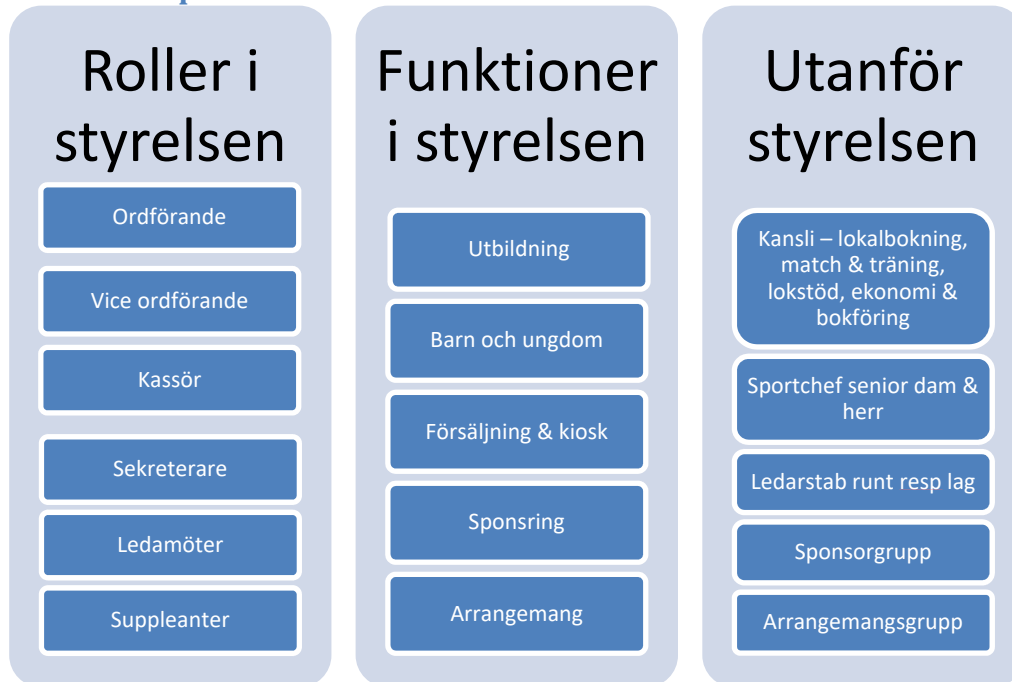 Roller i
styrelsen
Ordförande
Vice ordförande
Kassör
Sekreterare
Ledamöter
Suppleanter
Funktioner
i styrelsen
Utbildning
Barn och ungdom
Försäljning & kiosk
Sponsring
Arrangemang
Utanför
styrelsen
Kansli – lokalbokning,
match & träning,
lokstöd, ekonomi &
bokföring
Sportchef senior dam &
herr
Ledarstab runt resp lag
Sponsorgrupp
Arrangemangsgrupp